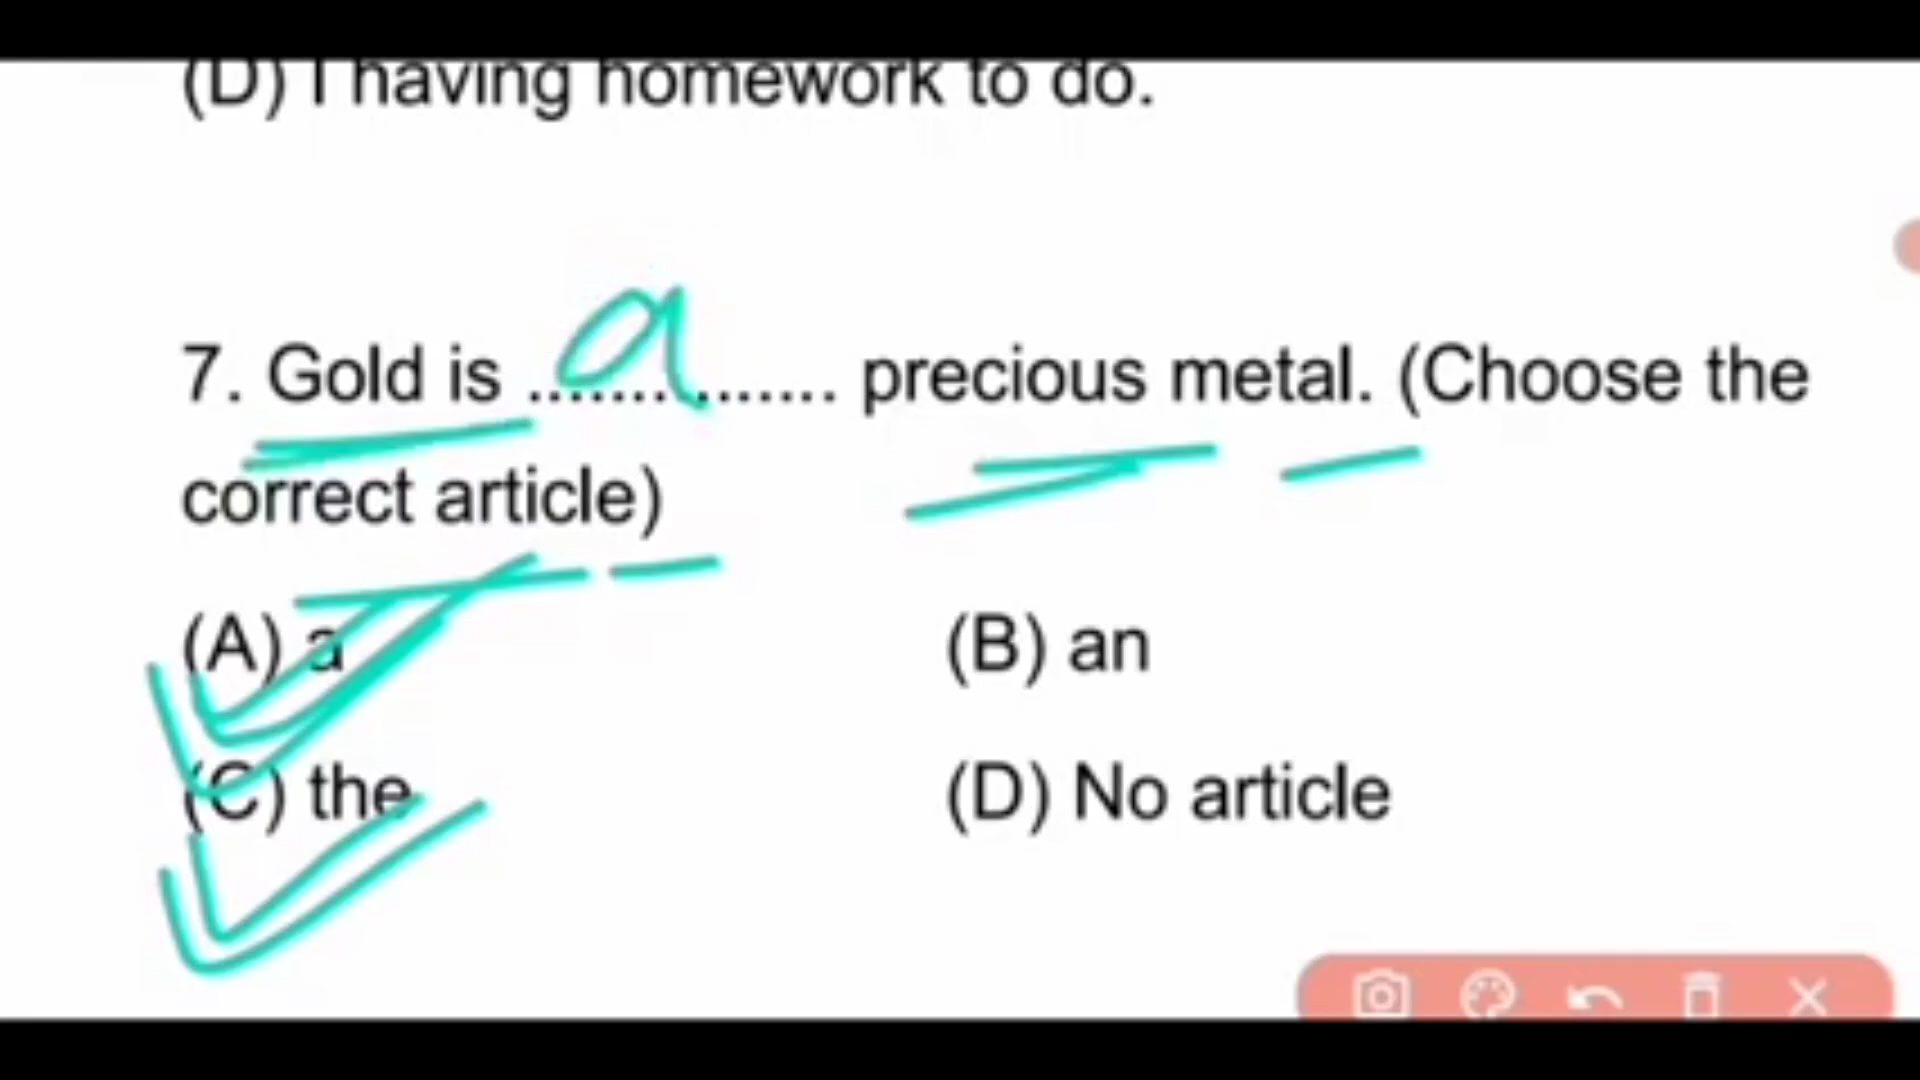 (D) I having homework to do.
a
7. Gold is ................ precious metal. (Choose the
correct article)
(A) a
(B) an
(C) the
(D) No article